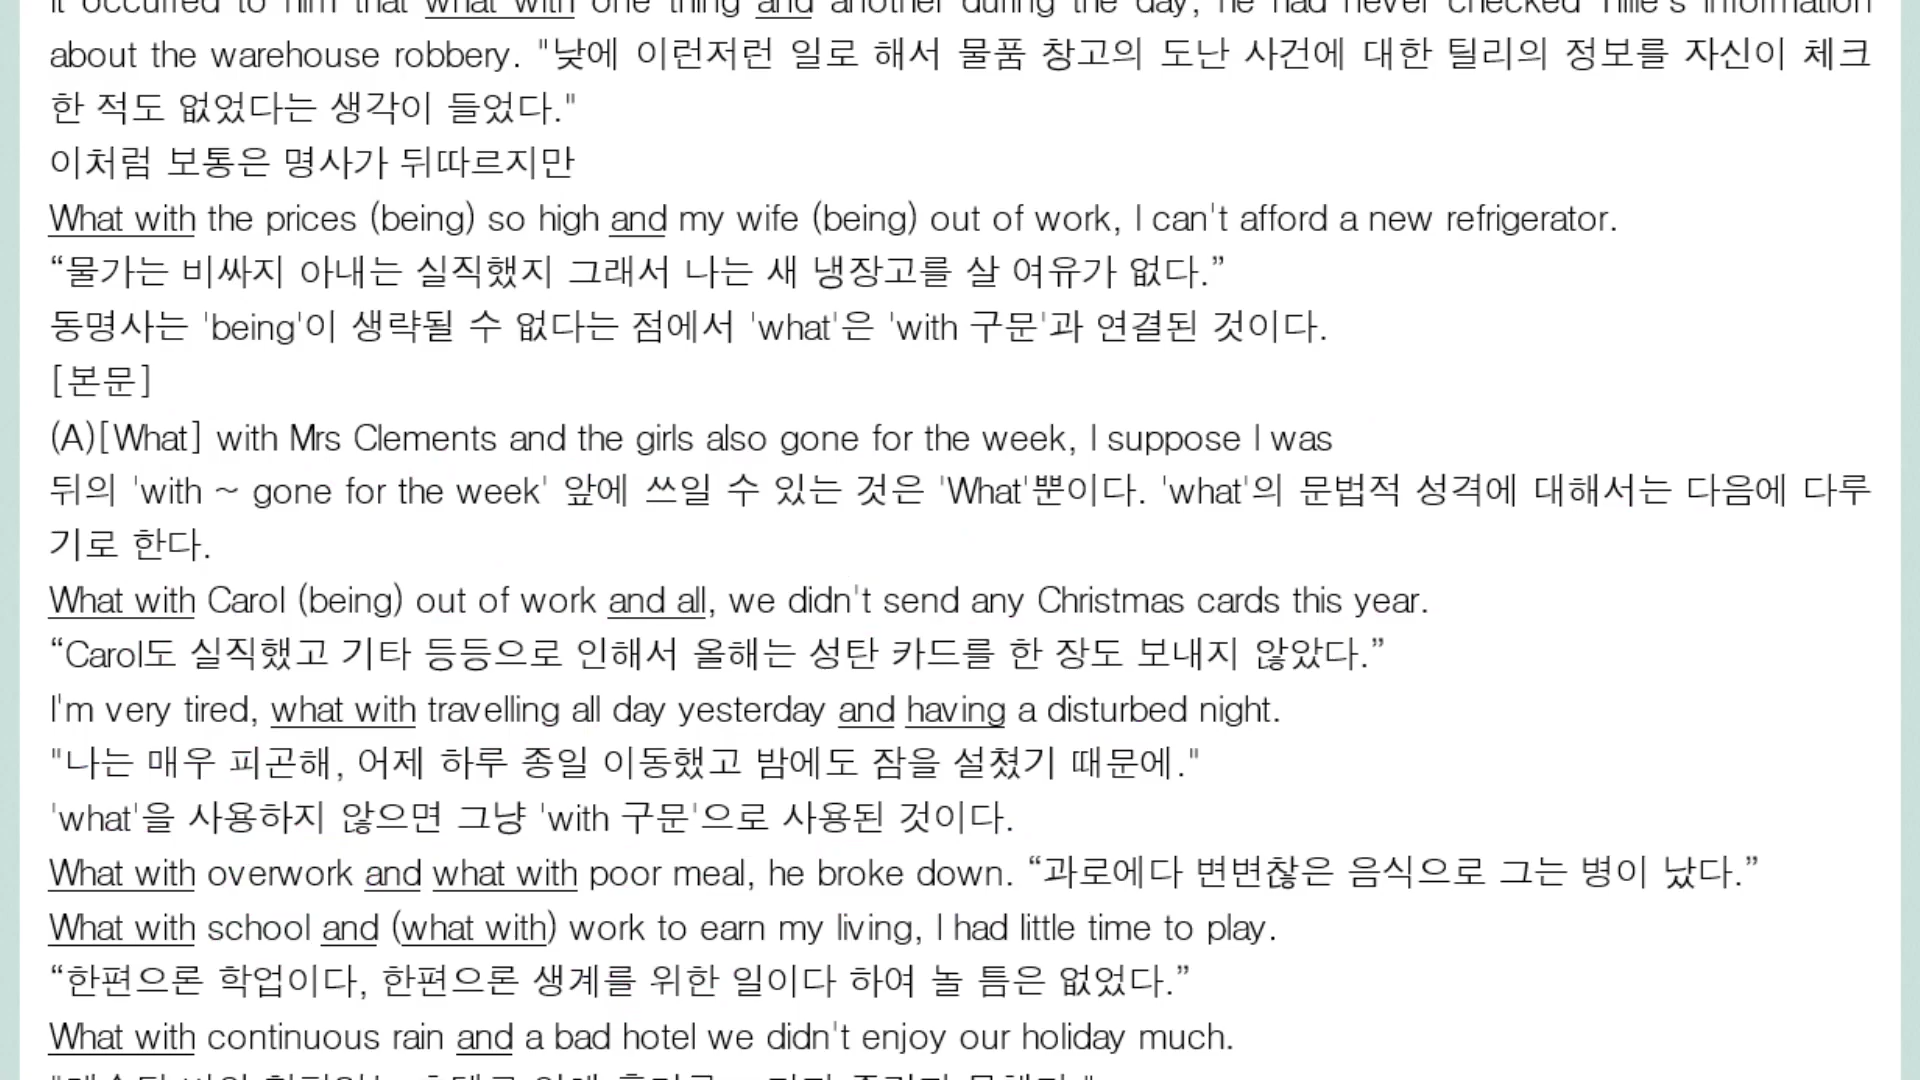 it occurred to him that what with one thing and another during the day, he had never checked Tillie's information
about the warehouse robbery. "낮에 이런저런 일로 해서 물품 창고의 도난 사건에 대한 틸리의 정보를 자신이 체크
한 적도 없었다는 생각이 들었다."
이처럼 보통은 명사가 뒤따르지만
What with the prices (being) so high and my wife (being) out of work, I can't afford a new refrigerator.
“물가는 비싸지 아내는 실직했지 그래서 나는 새 냉장고를 살 여유가 없다.”
동명사는 'being'이 생략될 수 없다는 점에서 'what'은 'with 구문'과 연결된 것이다.
[본문]
(A)[What] with Mrs Clements and the girls also gone for the week, I suppose I was
뒤의 'with ~ gone for the week' 앞에 쓰일 수 있는 것은 'What'뿐이다. 'what'의 문법적 성격에 대해서는 다음에 다루
기로 한다.
What with Carol (being) out of work and all, we didn't send any Christmas cards this year.
“Carol도 실직했고 기타 등등으로 인해서 올해는 성탄 카드를 한 장도 보내지 않았다.”
I'm very tired, what with travelling all day yesterday and having a disturbed night.
"나는 매우 피곤해, 어제 하루 종일 이동했고 밤에도 잠을 설쳤기 때문에."
'what'을 사용하지 않으면 그냥 'with 구문'으로 사용된 것이다.
What with overwork and what with poor meal, he broke down. “과로에다 변변찮은 음식으로 그는 병이 났다.”
What with school and (what with) work to earn my living, I had little time to play.
“한편으론 학업이다, 한편으론 생계를 위한 일이다 하여 놀 틈은 없었다.”
What with continuous rain and a bad hotel we didn't enjoy our holiday much.